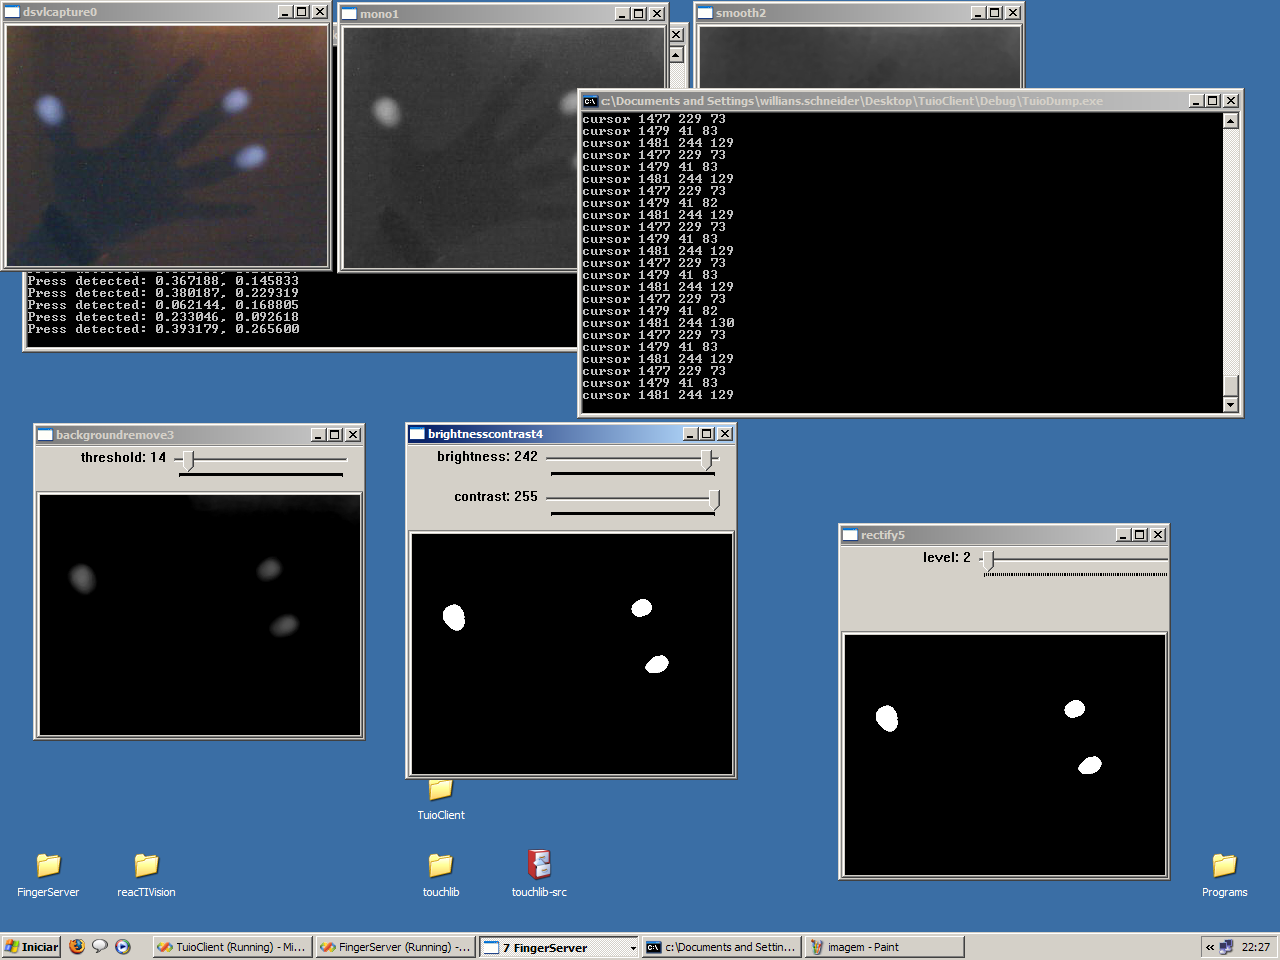 dsvlcapture0
mono1
smooth2
c:\Documents and Settings\willians.schneider\Desktop\TuioClient\Debug\TuioDump.exe
cursor 1477 229 73
cursor 1479 41 83
cursor 1481 244 129
cursor 1477 229 73
cursor 1479 41 83
cursor 1481 244 129
cursor 1477 229 73
cursor 1479 41 82
cursor 1481 244 129
cursor 1477 229 73
cursor 1479 41 83
cursor 1481 244 129
cursor 1477 229 73
cursor 1479 41 83
cursor 1481 244 129
cursor 1477 229 73
cursor 1479 41 82
cursor 1481 244 130
cursor 1477 229 73
cursor 1479 41 83
cursor 1481 244 129
cursor 1477 229 73
cursor 1479 41 83
cursor 1481 244 129
Press detected: 0.367188, 0.145833
Press detected: 0.380187, 0.229319
Press detected: 0.062144, 0.168805
Press detected: 0.233046, 0.092618
Press detected: 0.393179, 0.265600
backgroundremove3
threshold: 14
brightnesscontrast4
brightness: 242
contrast: 255
rectify5
level: 2
TuioClient
FingerServer
reacTIVision
touchlib
touchlib-src
Programs
Iniciar
TuioClient (Running) - Mi...
FingerServer (Running) -...
7 FingerServer
c:\Documents and Settin...
imagem - Paint
22:27